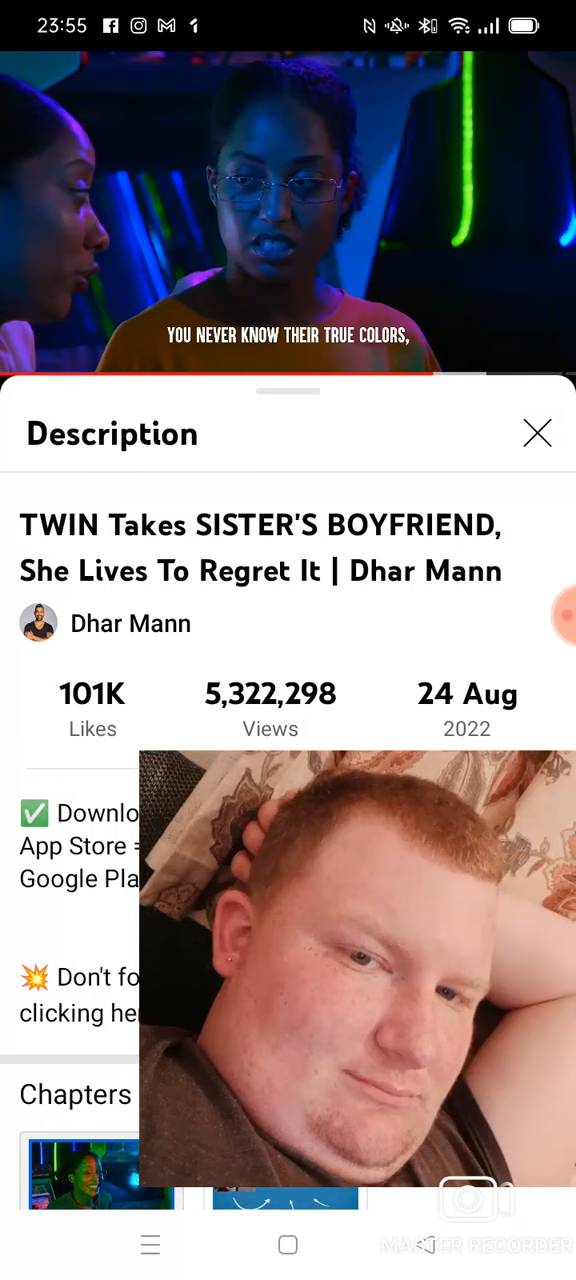 23:55
YOU NEVER KNOW THEIR TRUE COLORS,
Description
TWIN Takes SISTER'S BOYFRIEND,
She Lives To Regret It | Dhar Mann
Dhar Mann
101K 5,322,298 24 Aug
Likes Views 2022
✅ Downlo
App Store =
Google Pla
💥 Don't fo
clicking he
Chapters
MASTER RECORDER